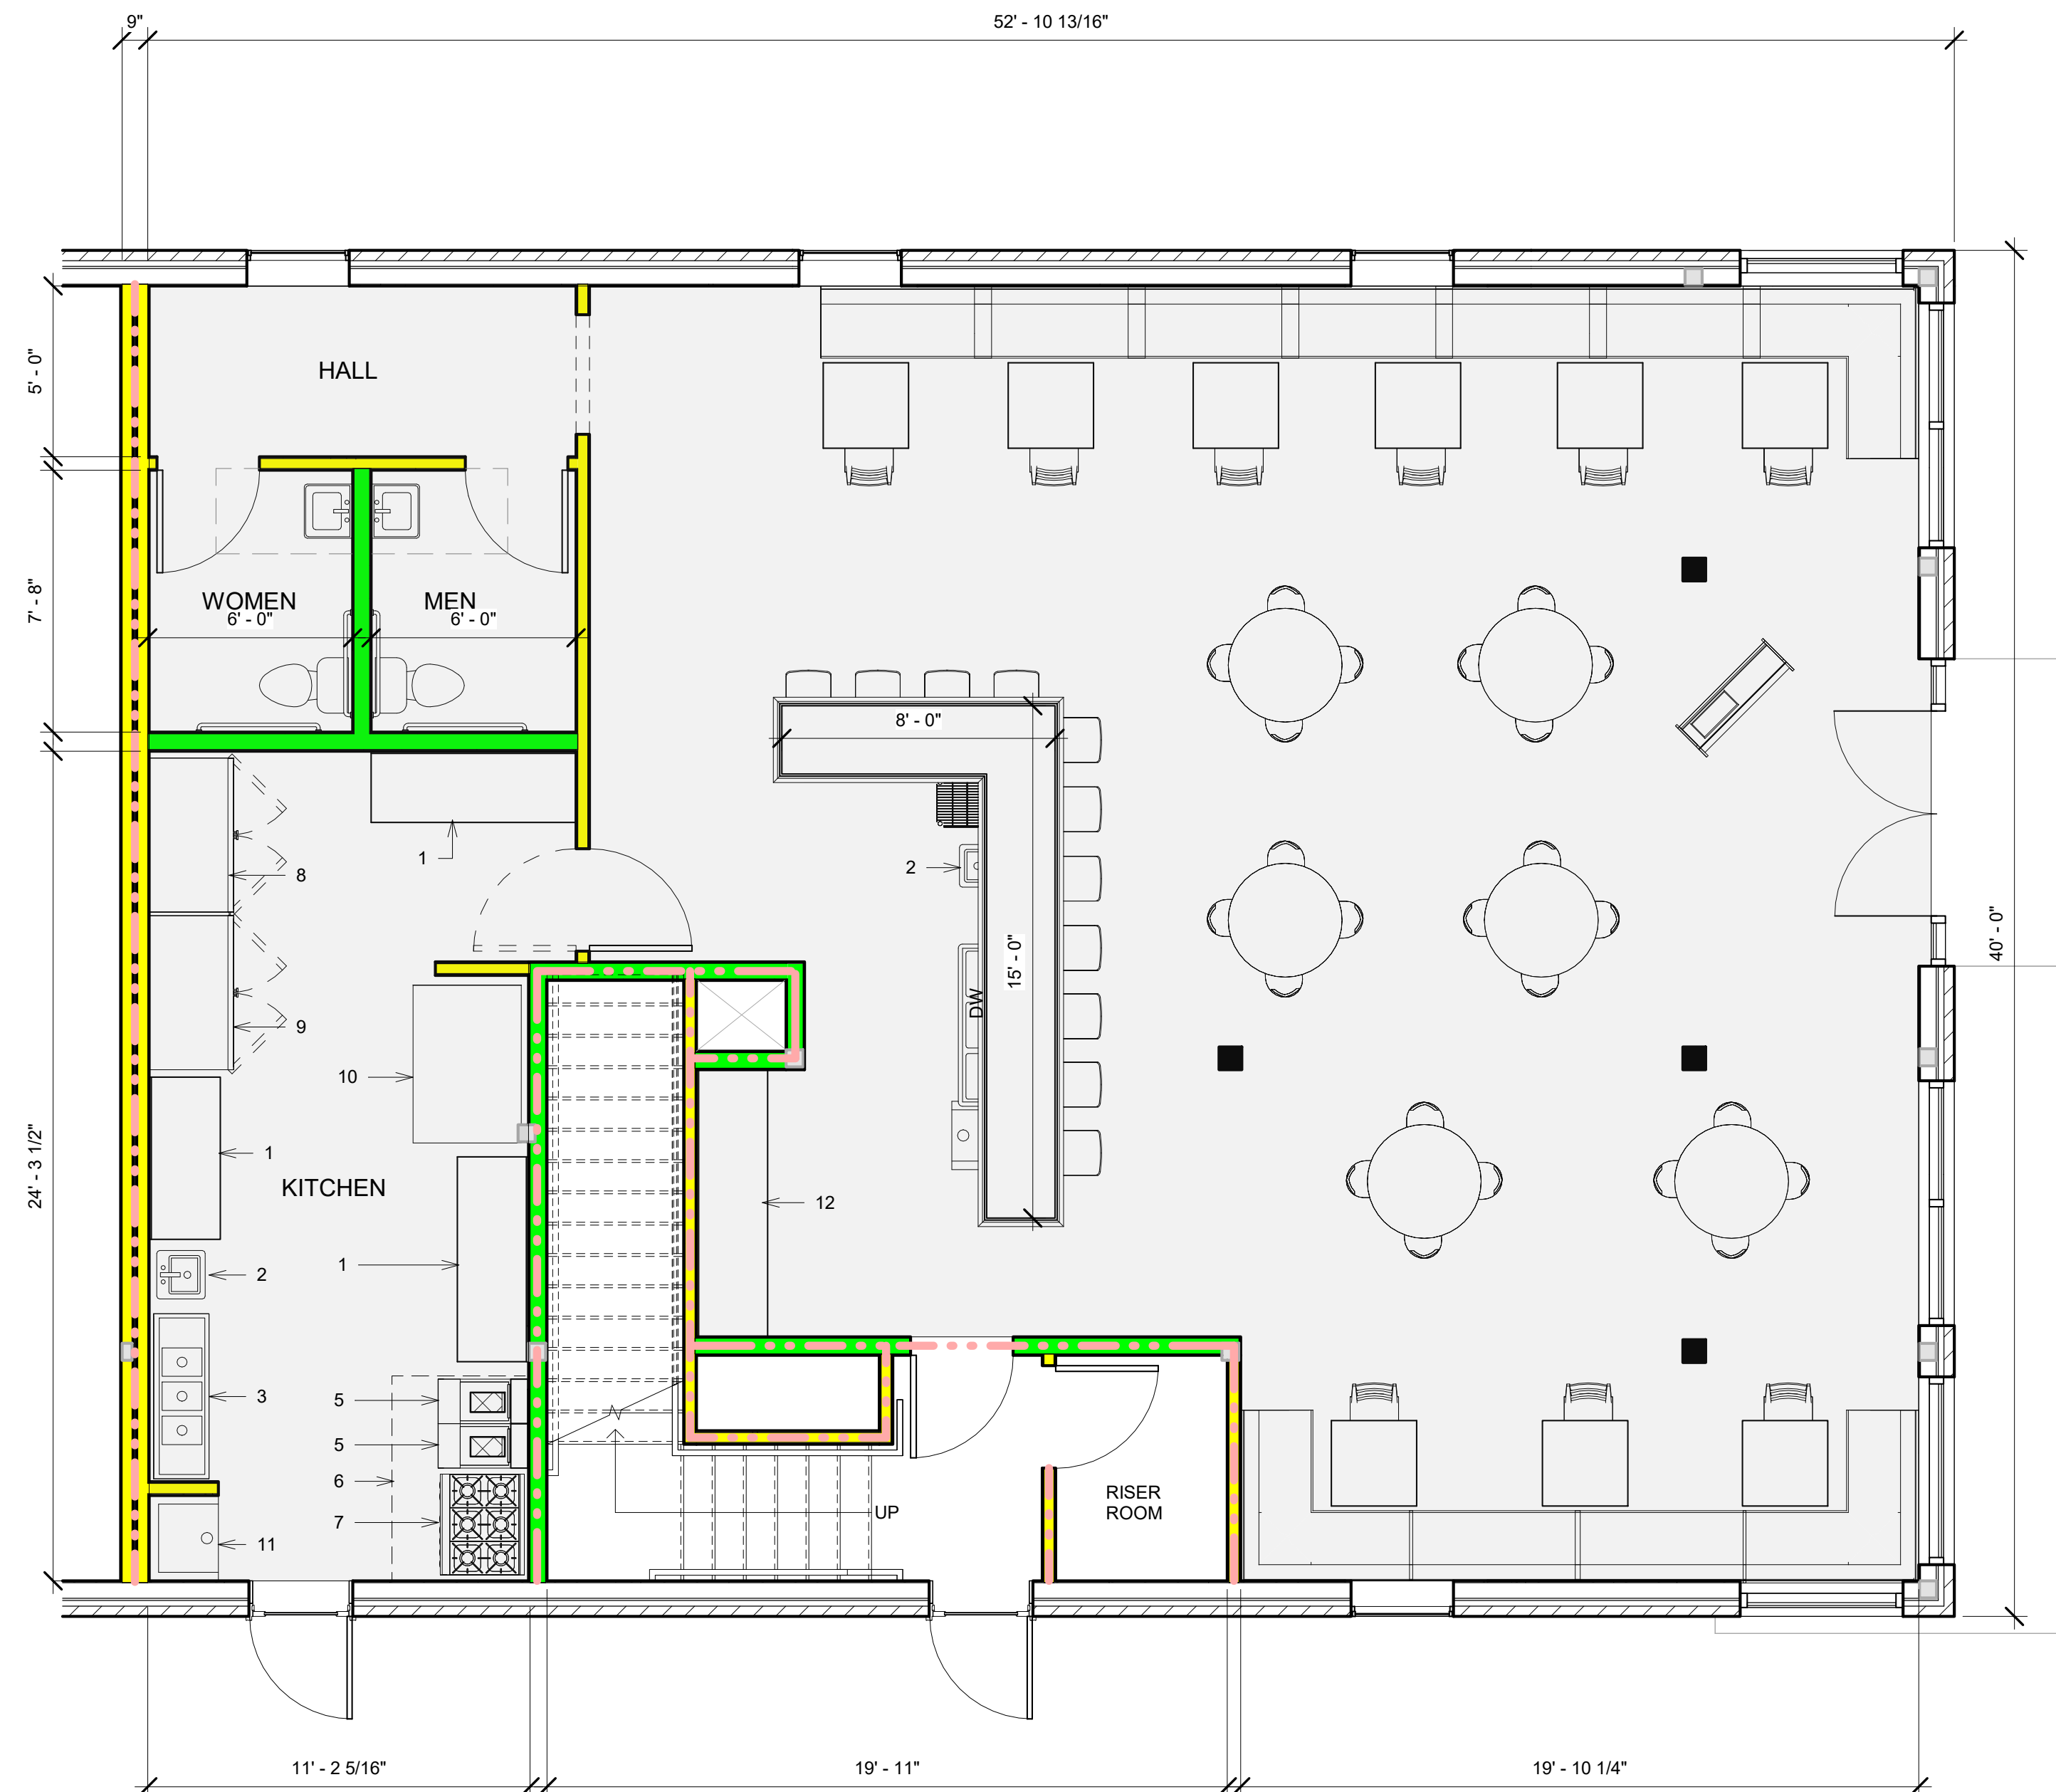 9"
52' - 10 13/16"
5' - 0"
HALL
7' - 8"
WOMEN
MEN
6' - 0"
6' - 0"
8' - 0"
1
8
2
40' - 0"
15' - 0"
DW
9
10
24' - 3 1/2"
1
KITCHEN
12
1
2
3
5
5
6
7
11
UP
RISER
ROOM
11' - 2 5/16"
19' - 11"
19' - 10 1/4"